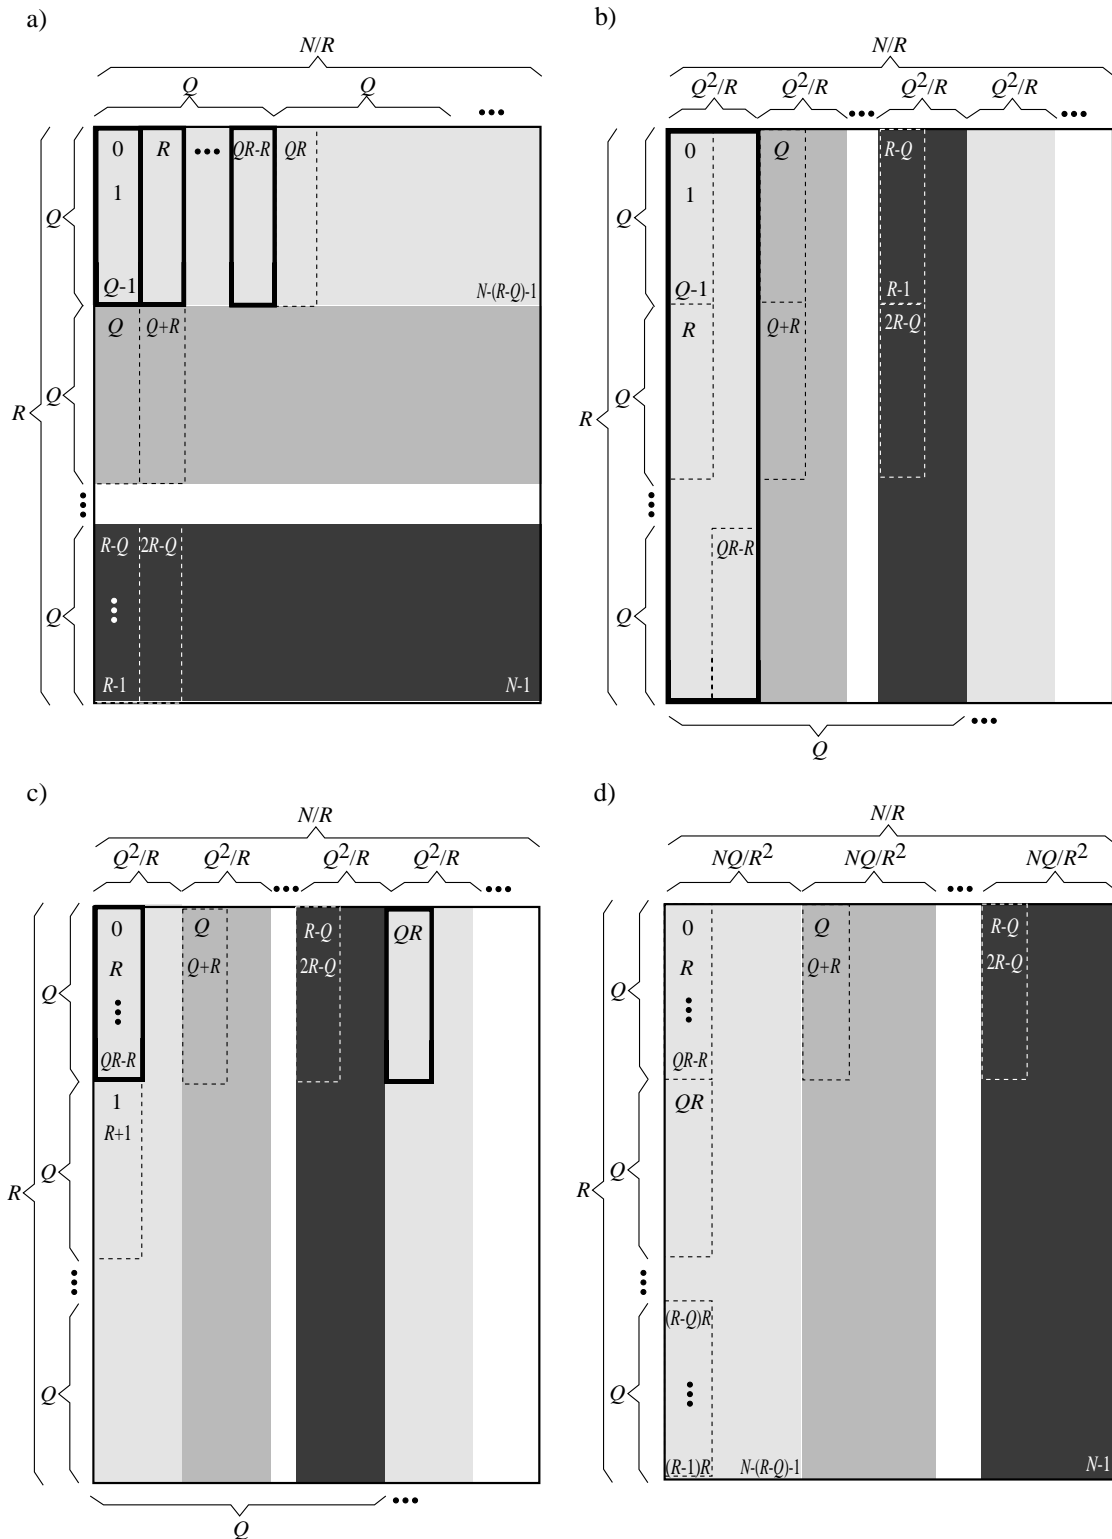 a)
N/R
Q Q •••
0 R ••• QR-R QR
1
Q-1 N-(R-Q)-1
Q
Q Q+R
Q
R
•••
R-Q 2R-Q
•••
Q
R-1 N-1
b)
N/R
Q²/R Q²/R ••• Q²/R Q²/R •••
0 Q R-Q
1
Q
Q-1 R-1
R Q+R 2R-Q
Q
R
•••
QR-R
Q
Q •••
c)
N/R
Q²/R Q²/R ••• Q²/R Q²/R •••
0 Q R-Q QR
R Q+R 2R-Q
Q •••
QR-R
1
R+1
Q
R
•••
Q
Q •••
d)
N/R
NQ/R² NQ/R² ••• NQ/R²
0 Q R-Q
R Q+R 2R-Q
Q •••
QR-R
QR
Q
R
•••
(R-Q)R
Q •••
(R-1)R N-(R-Q)-1 N-1